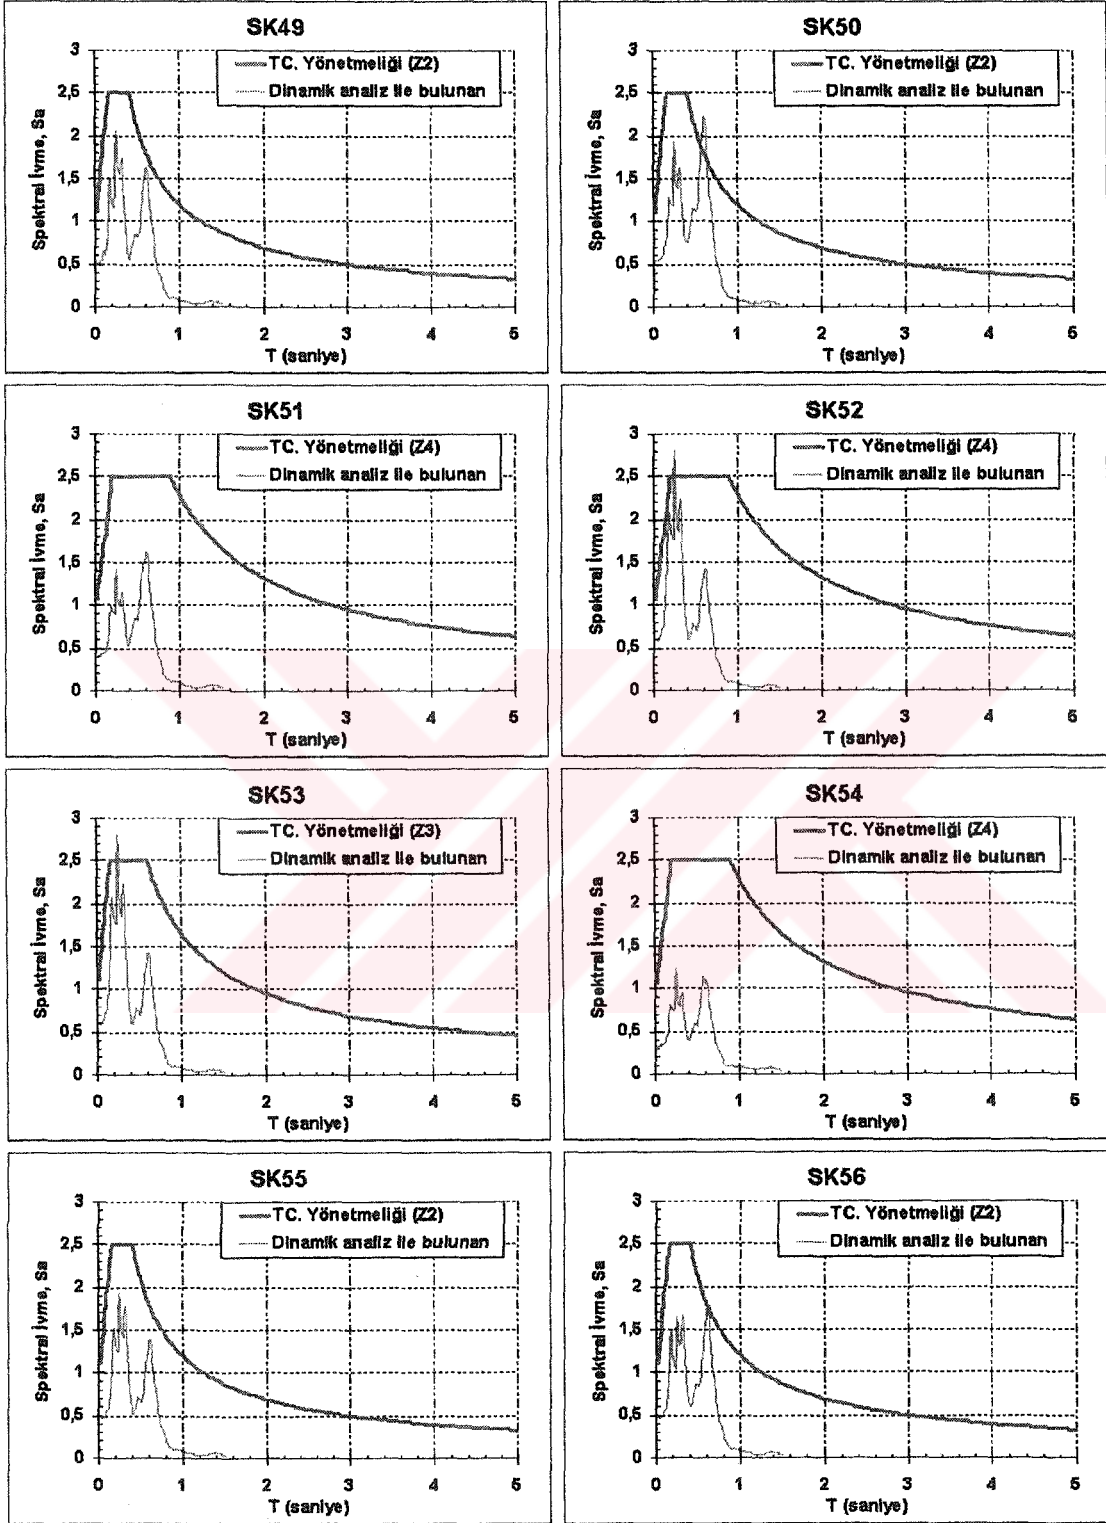 SK49
TC. Yönetmeliği (Z2)
Dinamik analiz ile bulunan
Spektral İvme, Sa
3
2,5
2
1,5
1
0,5
0
0 1 2 3 4 5
T (saniye)
SK50
TC. Yönetmeliği (Z2)
Dinamik analiz ile bulunan
Spektral İvme, Sa
3
2,5
2
1,5
1
0,5
0
0 1 2 3 4 5
T (saniye)
SK51
TC. Yönetmeliği (Z4)
Dinamik analiz ile bulunan
Spektral İvme, Sa
3
2,5
2
1,5
1
0,5
0
0 1 2 3 4 5
T (saniye)
SK52
TC. Yönetmeliği (Z4)
Dinamik analiz ile bulunan
Spektral İvme, Sa
3
2,5
2
1,5
1
0,5
0
0 1 2 3 4 5
T (saniye)
SK53
TC. Yönetmeliği (Z3)
Dinamik analiz ile bulunan
Spektral İvme, Sa
3
2,5
2
1,5
1
0,5
0
0 1 2 3 4 5
T (saniye)
SK54
TC. Yönetmeliği (Z4)
Dinamik analiz ile bulunan
Spektral İvme, Sa
3
2,5
2
1,5
1
0,5
0
0 1 2 3 4 5
T (saniye)
SK55
TC. Yönetmeliği (Z2)
Dinamik analiz ile bulunan
Spektral İvme, Sa
3
2,5
2
1,5
1
0,5
0
0 1 2 3 4 5
T (saniye)
SK56
TC. Yönetmeliği (Z2)
Dinamik analiz ile bulunan
Spektral İvme, Sa
3
2,5
2
1,5
1
0,5
0
0 1 2 3 4 5
T (saniye)